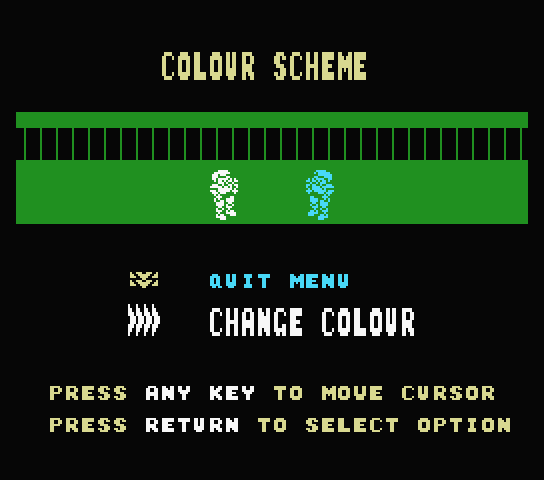 COLOUR SCHEME
QUIT MENU
CHANGE COLOUR
PRESS ANY KEY TO MOVE CURSOR
PRESS RETURN TO SELECT OPTION